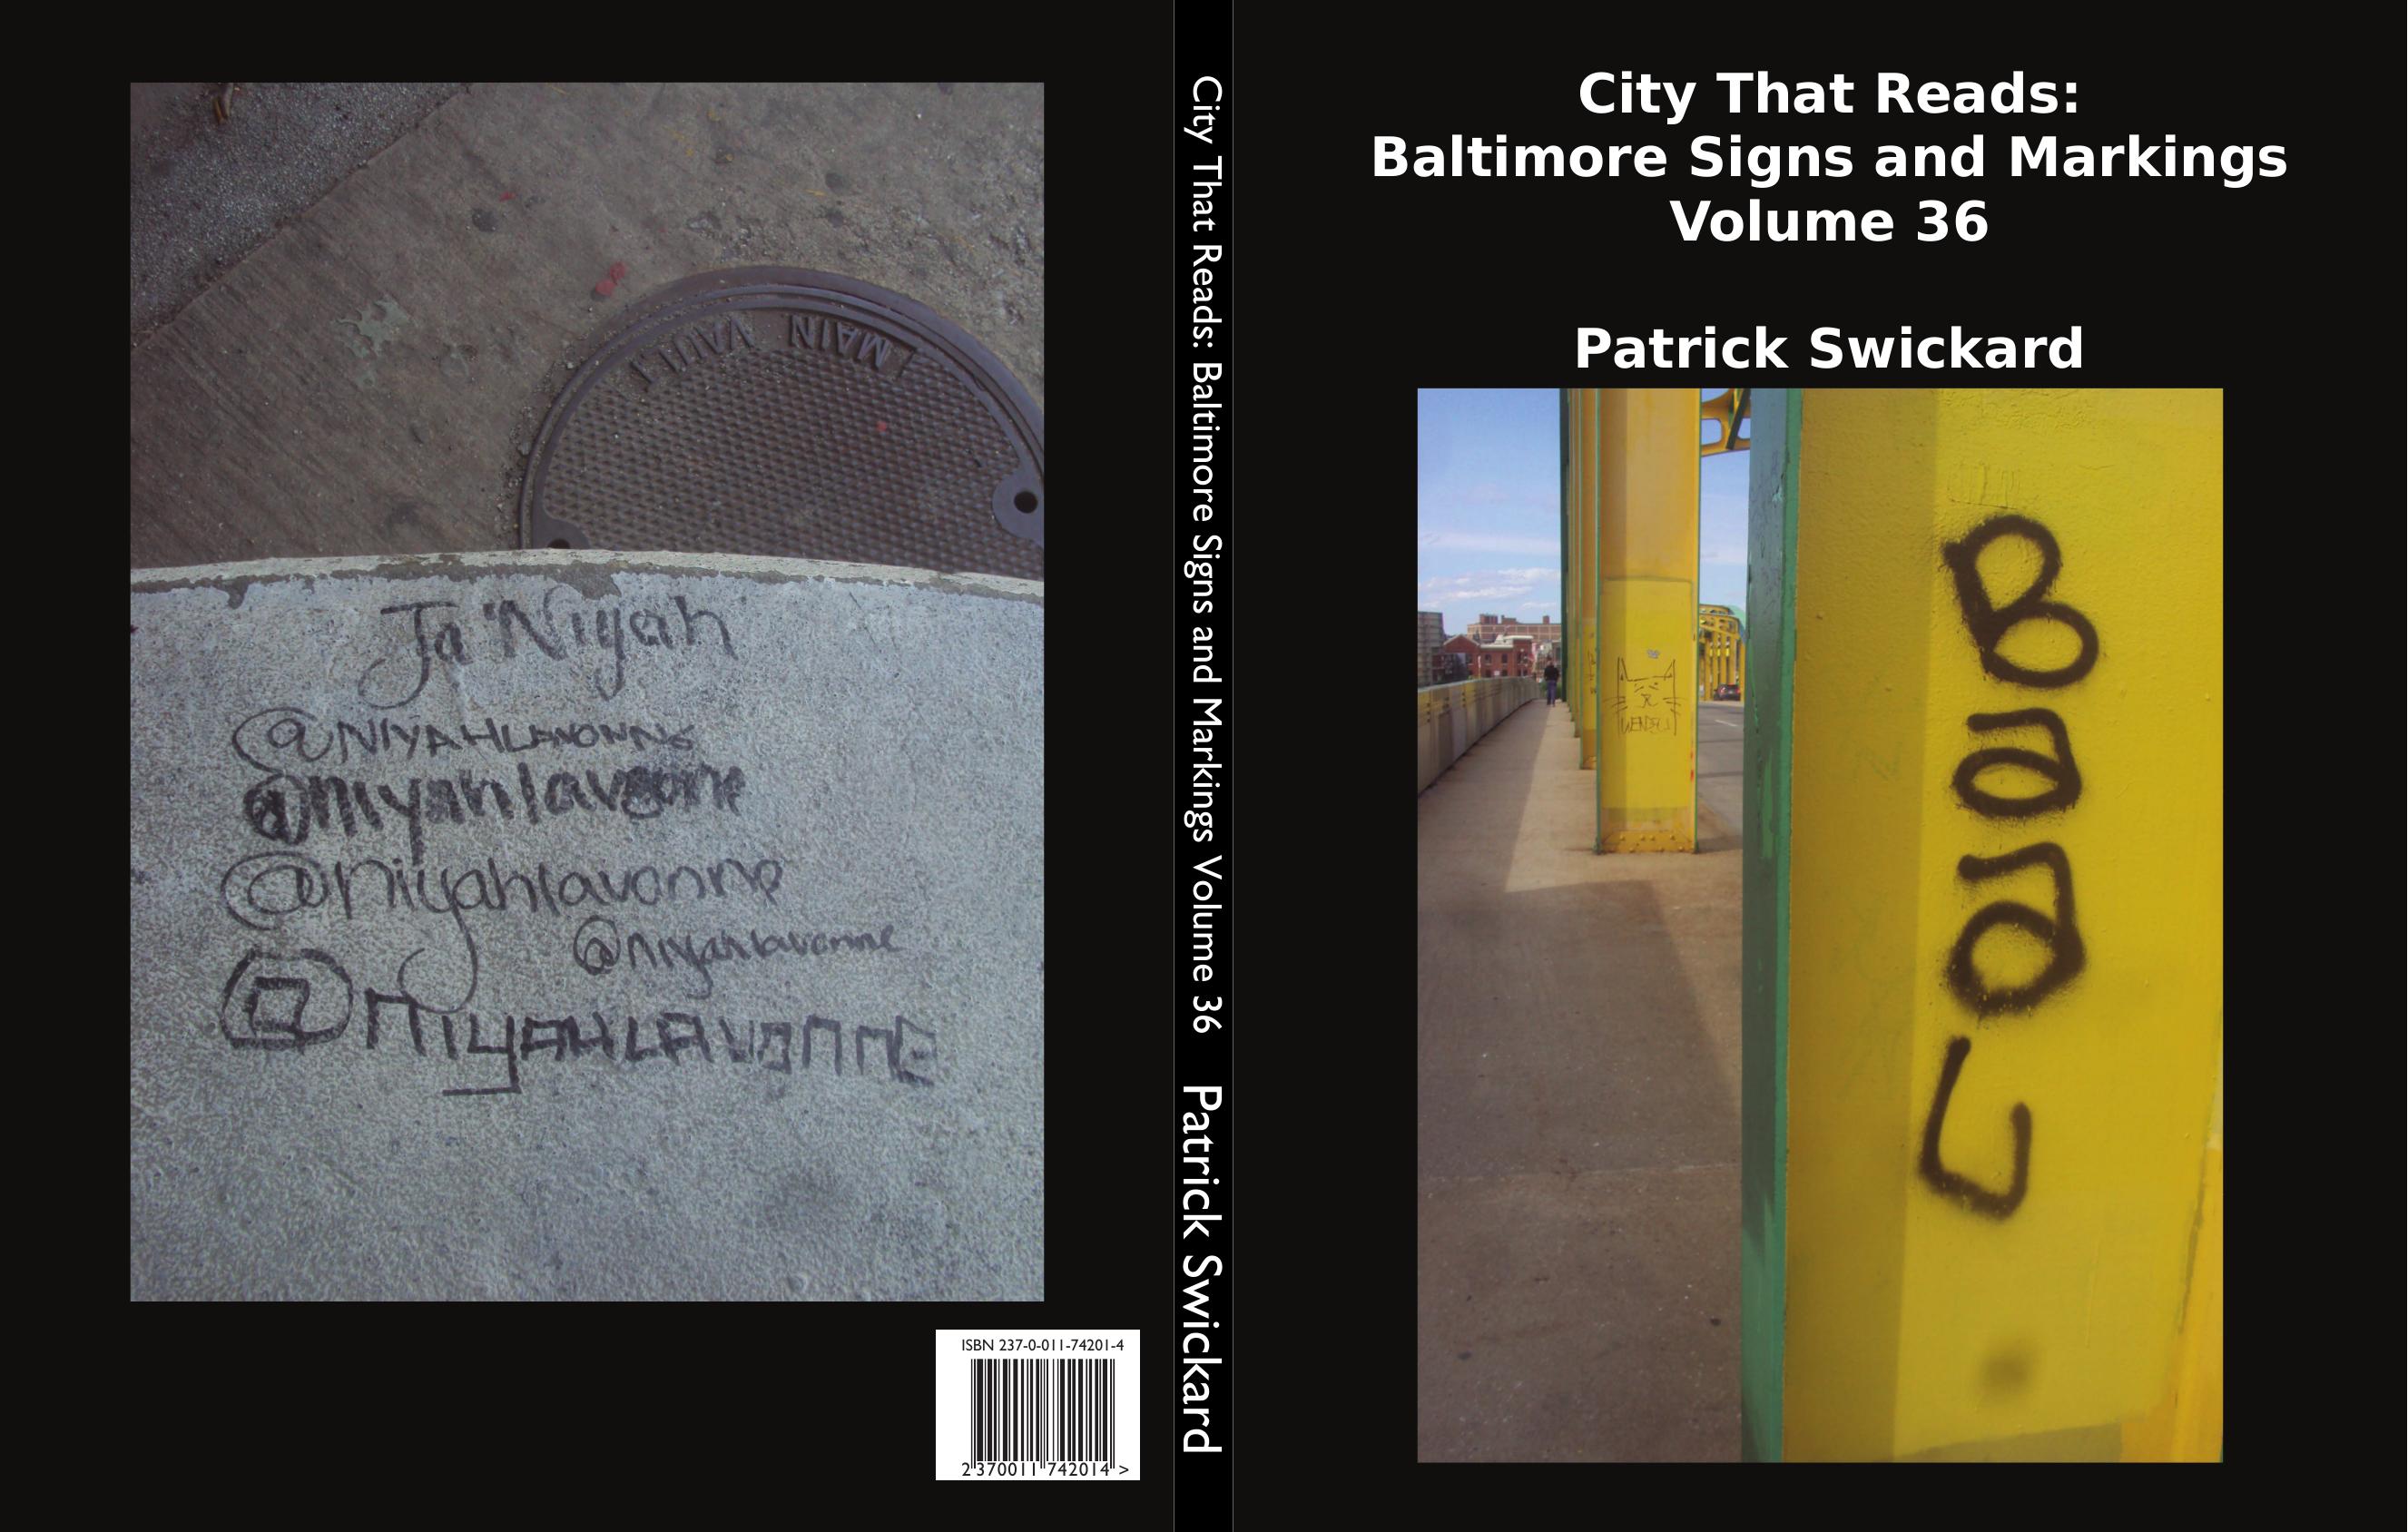 MAIN VAULT
Ja'Niyah
@NIYAHLAVONNE
@niyahlavonne
@niyahlavonne
@niyahlavonne
@niyAHLAVONNE
ISBN 237-0-011-74201-4
2 370011 742014 >
City That Reads: Baltimore Signs and Markings Volume 36 Patrick Swickard
City That Reads:
Baltimore Signs and Markings
Volume 36
Patrick Swickard
WENDELL
B
a
a
U